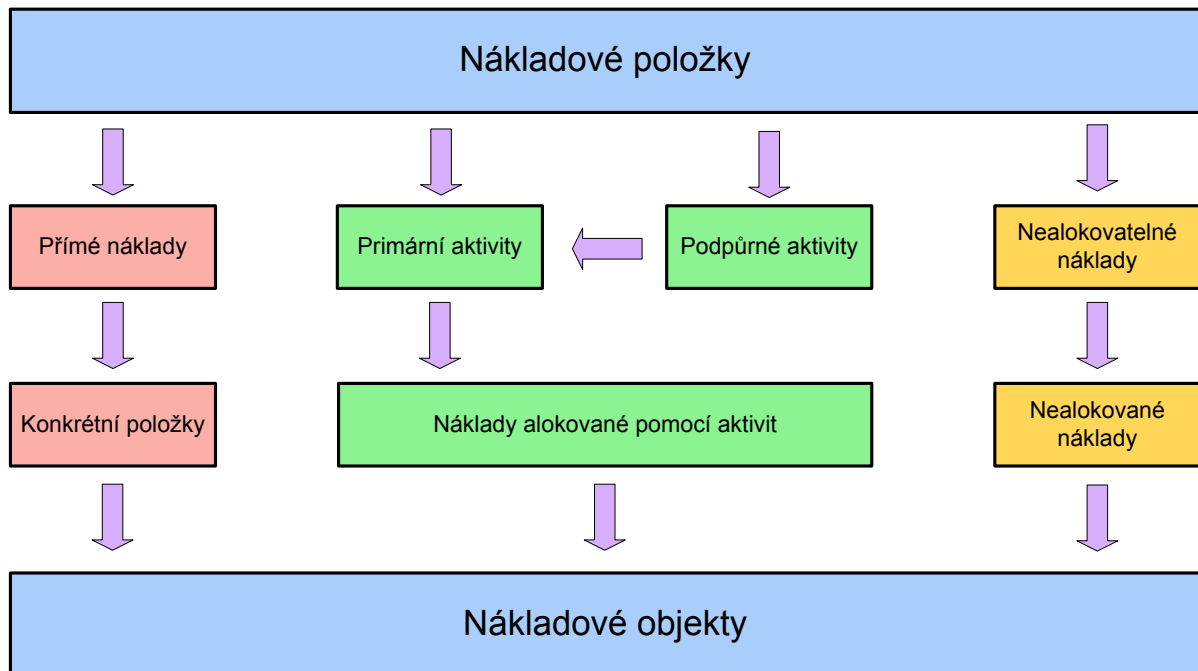 Nákladové položky
Přímé náklady
Primární aktivity
Podpůrné aktivity
Nealokovatelné
náklady
Konkrétní položky
Náklady alokované pomocí aktivit
Nealokované
náklady
Nákladové objekty